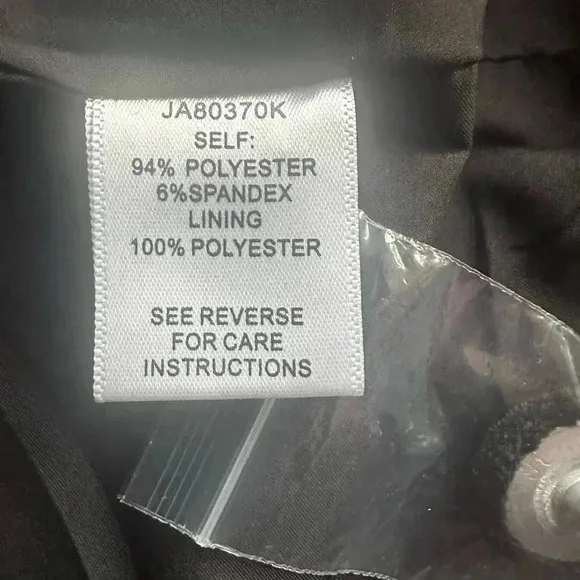 JA80370K
SELF:
94% POLYESTER
6%SPANDEX
LINING
100% POLYESTER
SEE REVERSE
FOR CARE
INSTRUCTIONS